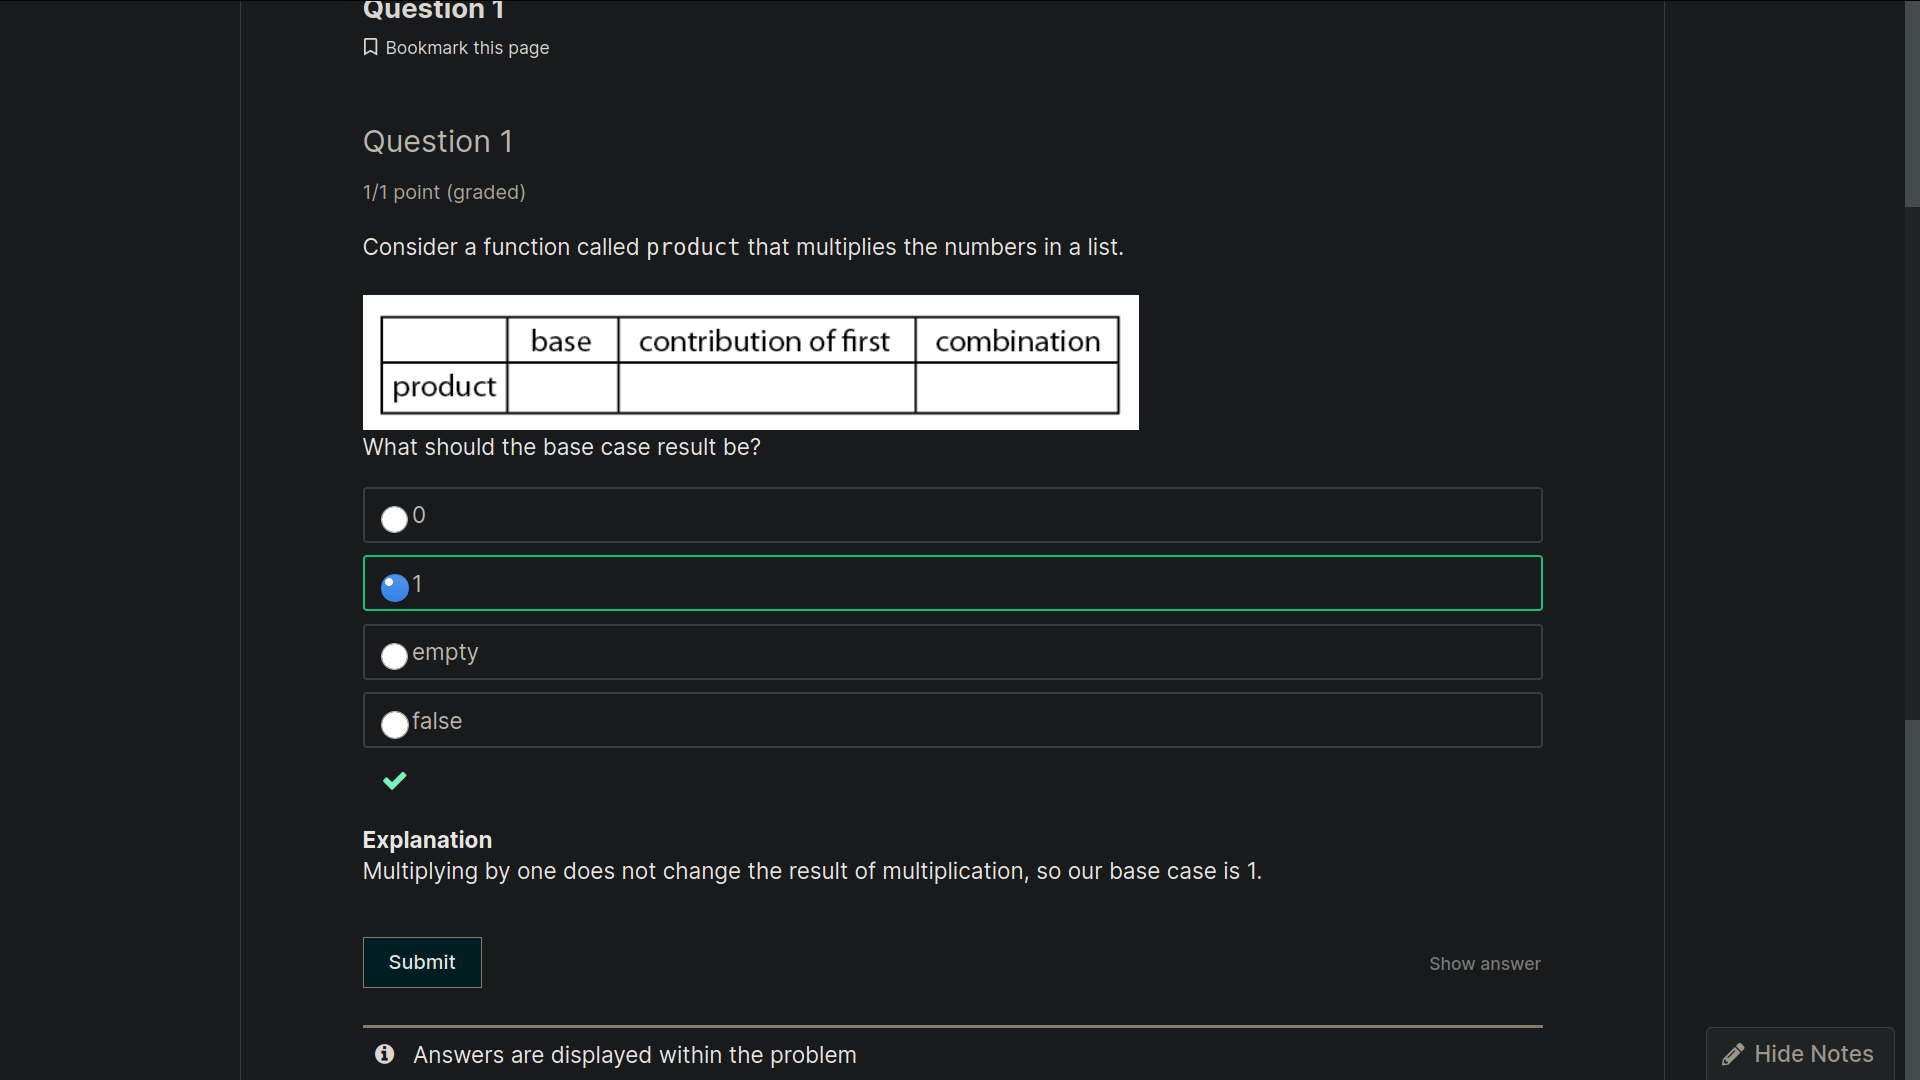 Question 1
Bookmark this page
Question 1
1/1 point (graded)
Consider a function called product that multiplies the numbers in a list.
base contribution of first combination
product
What should the base case result be?
0
1
empty
false
Explanation
Multiplying by one does not change the result of multiplication, so our base case is 1.
Submit
Show answer
Answers are displayed within the problem
Hide Notes